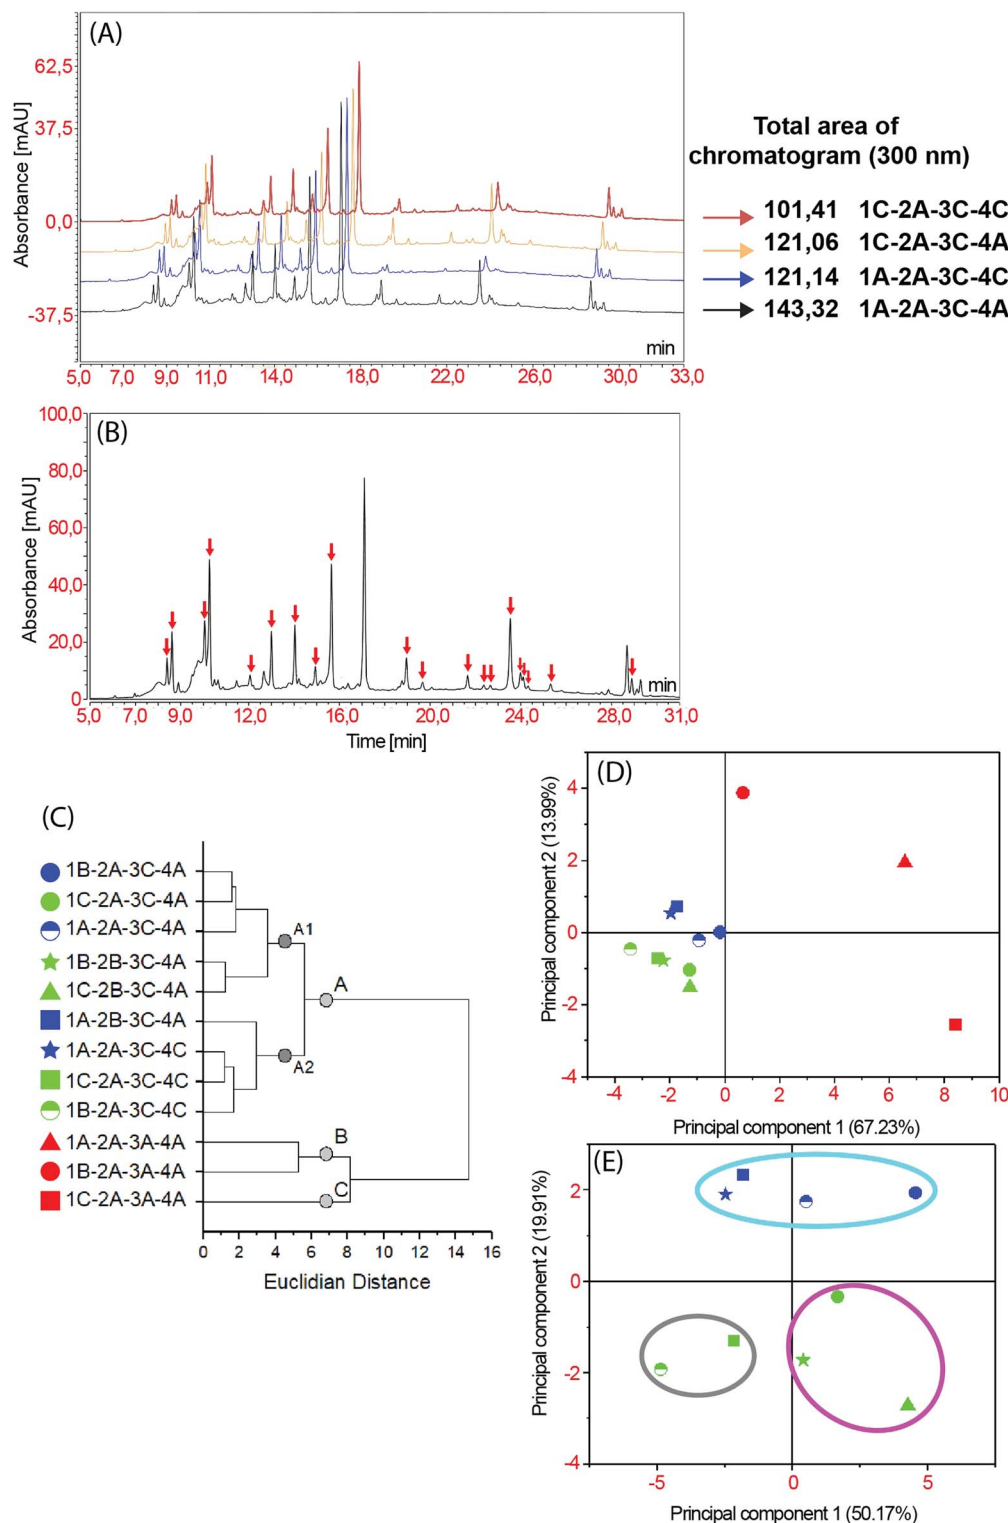 (A)
Absorbance [mAU]
62,5
37,5
0,0
-37,5
min
5,0 7,0 9,0 11,0 14,0 18,0 22,0 26,0 30,0 33,0
Total area of
chromatogram (300 nm)
101,41 1C-2A-3C-4C
121,06 1C-2A-3C-4A
121,14 1A-2A-3C-4C
143,32 1A-2A-3C-4A
(B)
Absorbance [mAU]
100,0
80,0
60,0
40,0
20,0
0
min
5,0 7,0 9,0 13,0 16,0 20,0 24,0 28,0 31,0
Time [min]
(C)
1B-2A-3C-4A
1C-2A-3C-4A
1A-2A-3C-4A
1B-2B-3C-4A
1C-2B-3C-4A
1A-2B-3C-4A
1A-2A-3C-4C
1C-2A-3C-4C
1B-2A-3C-4C
1A-2A-3A-4A
1B-2A-3A-4A
1C-2A-3A-4A
A1
A
A2
B
C
0 2 4 6 8 10 12 14 16
Euclidian Distance
(D)
Principal component 2 (13.99%)
4
2
0
-2
-4
-4 -2 0 2 4 6 8 10
Principal component 1 (67.23%)
(E)
Principal component 2 (19.91%)
2
0
-2
-4
-5 0 5
Principal component 1 (50.17%)